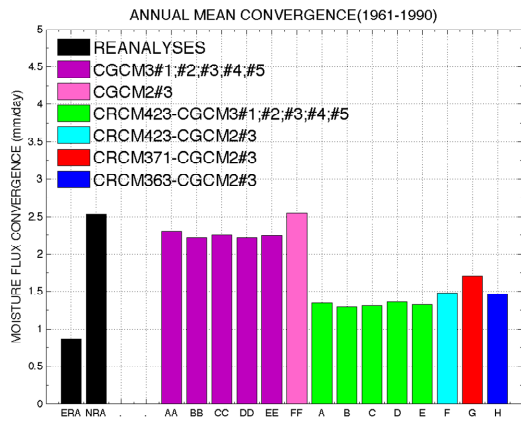 ANNUAL MEAN CONVERGENCE(1961-1990)
MOISTURE FLUX CONVERGENCE (mm/day)
5
4.5
4
3.5
3
2.5
2
1.5
1
0.5
0
REANALYSES
CGCM3#1;#2;#3;#4;#5
CGCM2#3
CRCM423-CGCM3#1;#2;#3;#4;#5
CRCM423-CGCM2#3
CRCM371-CGCM2#3
CRCM363-CGCM2#3
ERA NRA . . AA BB CC DD EE FF A B C D E F G H